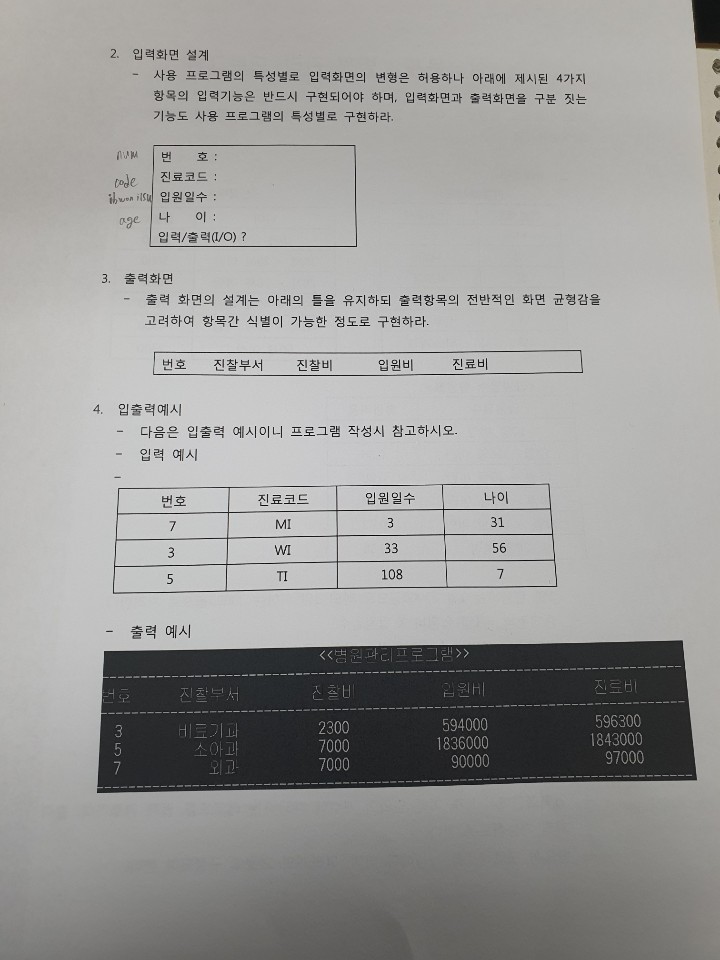 2. 입력화면 설계
- 사용 프로그램의 특성별로 입력화면의 변형은 허용하나 아래에 제시된 4가지
항목의 입력기능은 반드시 구현되어야 하며, 입력화면과 출력화면을 구분 짓는
기능도 사용 프로그램의 특성별로 구현하라.
num 번 호 :
code 진료코드 :
입원일수 :
age 나 이 :
입력/출력(I/O) ?
3. 출력화면
- 출력 화면의 설계는 아래의 틀을 유지하되 출력항목의 전반적인 화면 균형감을
고려하여 항목간 식별이 가능한 정도로 구현하라.
번호 진찰부서 진찰비 입원비 진료비
4. 입출력예시
- 다음은 입출력 예시이니 프로그램 작성시 참고하시오.
- 입력 예시
-
번호 진료코드 입원일수 나이
7 MI 3 31
3 WI 33 56
5 TI 108 7
- 출력 예시
<<병원관리프로그램>>
번호 진찰부서 진찰비 입원비 진료비
3 비뇨기과 2300 594000 596300
5 소아과 7000 1836000 1843000
7 외과 7000 90000 97000